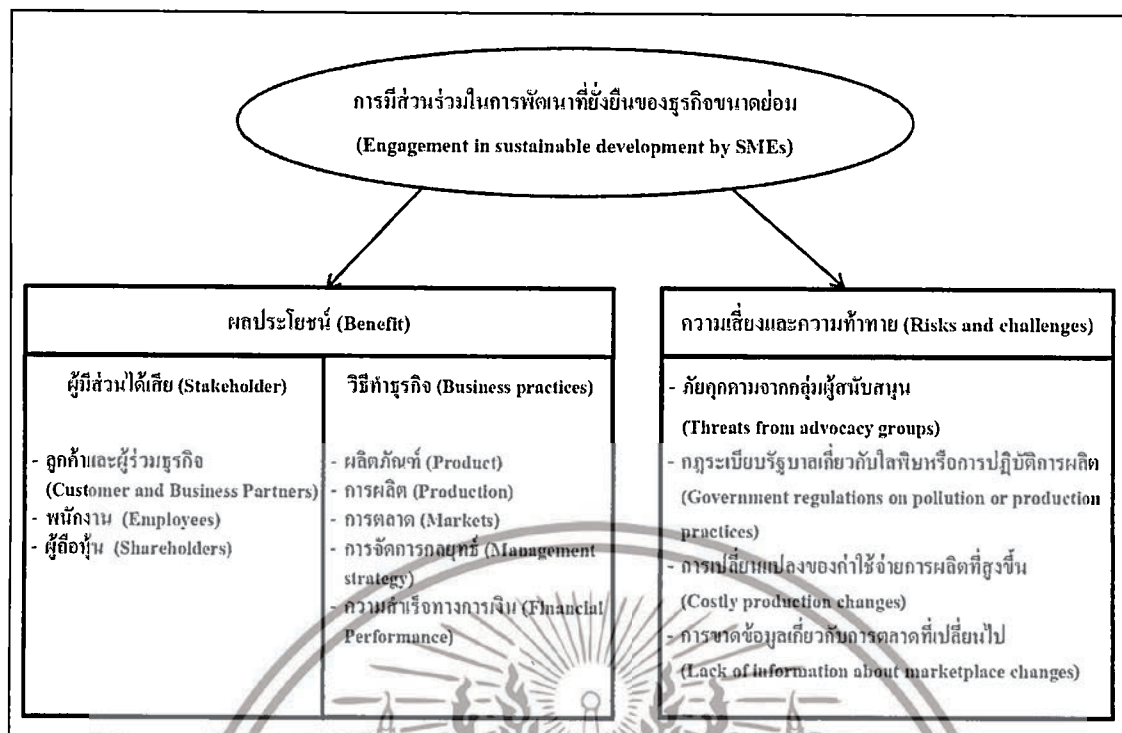 การมีส่วนร่วมในการพัฒนาที่ยั่งยืนของธุรกิจขนาดย่อม
(Engagement in sustainable development by SMEs)
ผลประโยชน์ (Benefit)
ผู้มีส่วนได้เสีย (Stakeholder)
- ลูกค้าและผู้ร่วมธุรกิจ
(Customer and Business Partners)
- พนักงาน (Employees)
- ผู้ถือหุ้น (Shareholders)
วิธีทำธุรกิจ (Business practices)
- ผลิตภัณฑ์ (Product)
- การผลิต (Production)
- การตลาด (Markets)
- การจัดการกลยุทธ์ (Management
strategy)
- ความสำเร็จทางการเงิน (Financial
Performance)
ความเสี่ยงและความท้าทาย (Risks and challenges)
- ภัยคุกคามจากกลุ่มผู้สนับสนุน
(Threats from advocacy groups)
- กฎระเบียบรัฐบาลเกี่ยวกับใลพิษหรือการปฏิบัติการผลิต
(Government regulations on pollution or production
practices)
- การเปลี่ยนแปลงของค่าใช้จ่ายการผลิตที่สูงขึ้น
(Costly production changes)
- การขาดข้อมูลเกี่ยวกับการตลาดที่เปลี่ยนไป
(Lack of information about marketplace changes)